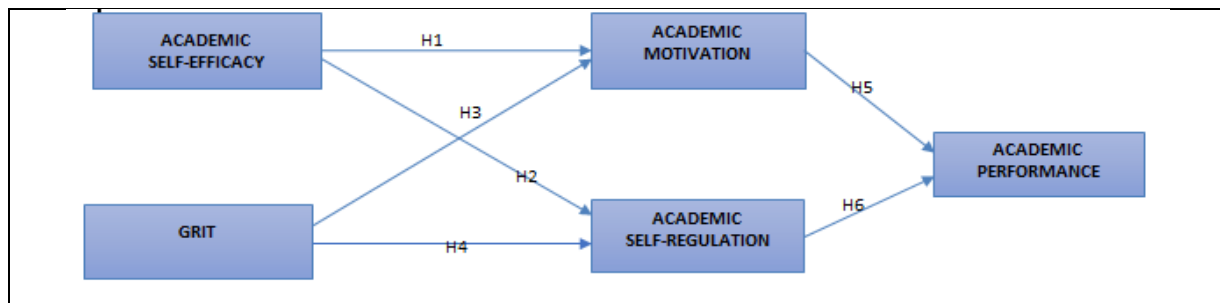 ACADEMIC
SELF-EFFICACY
H1
ACADEMIC
MOTIVATION
H3
H5
ACADEMIC
PERFORMANCE
H2
GRIT
H4
ACADEMIC
SELF-REGULATION
H6